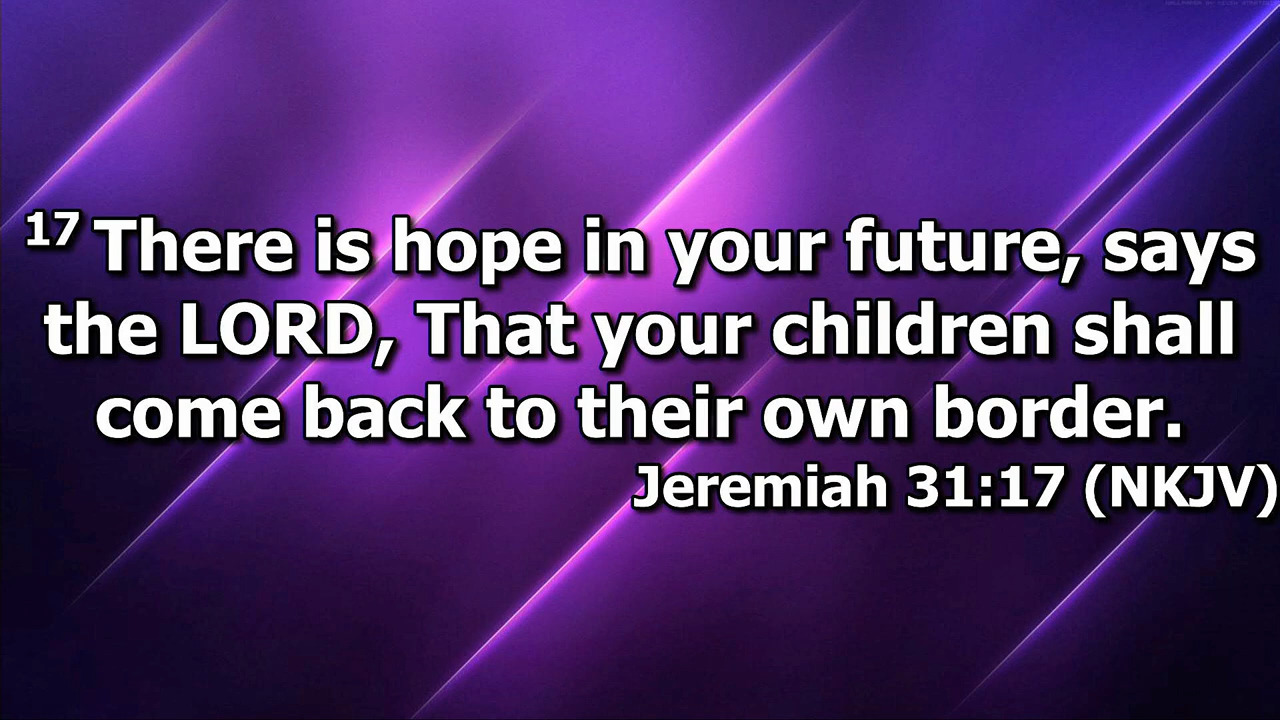 17 There is hope in your future, says
the LORD, That your children shall
come back to their own border.
Jeremiah 31:17 (NKJV)